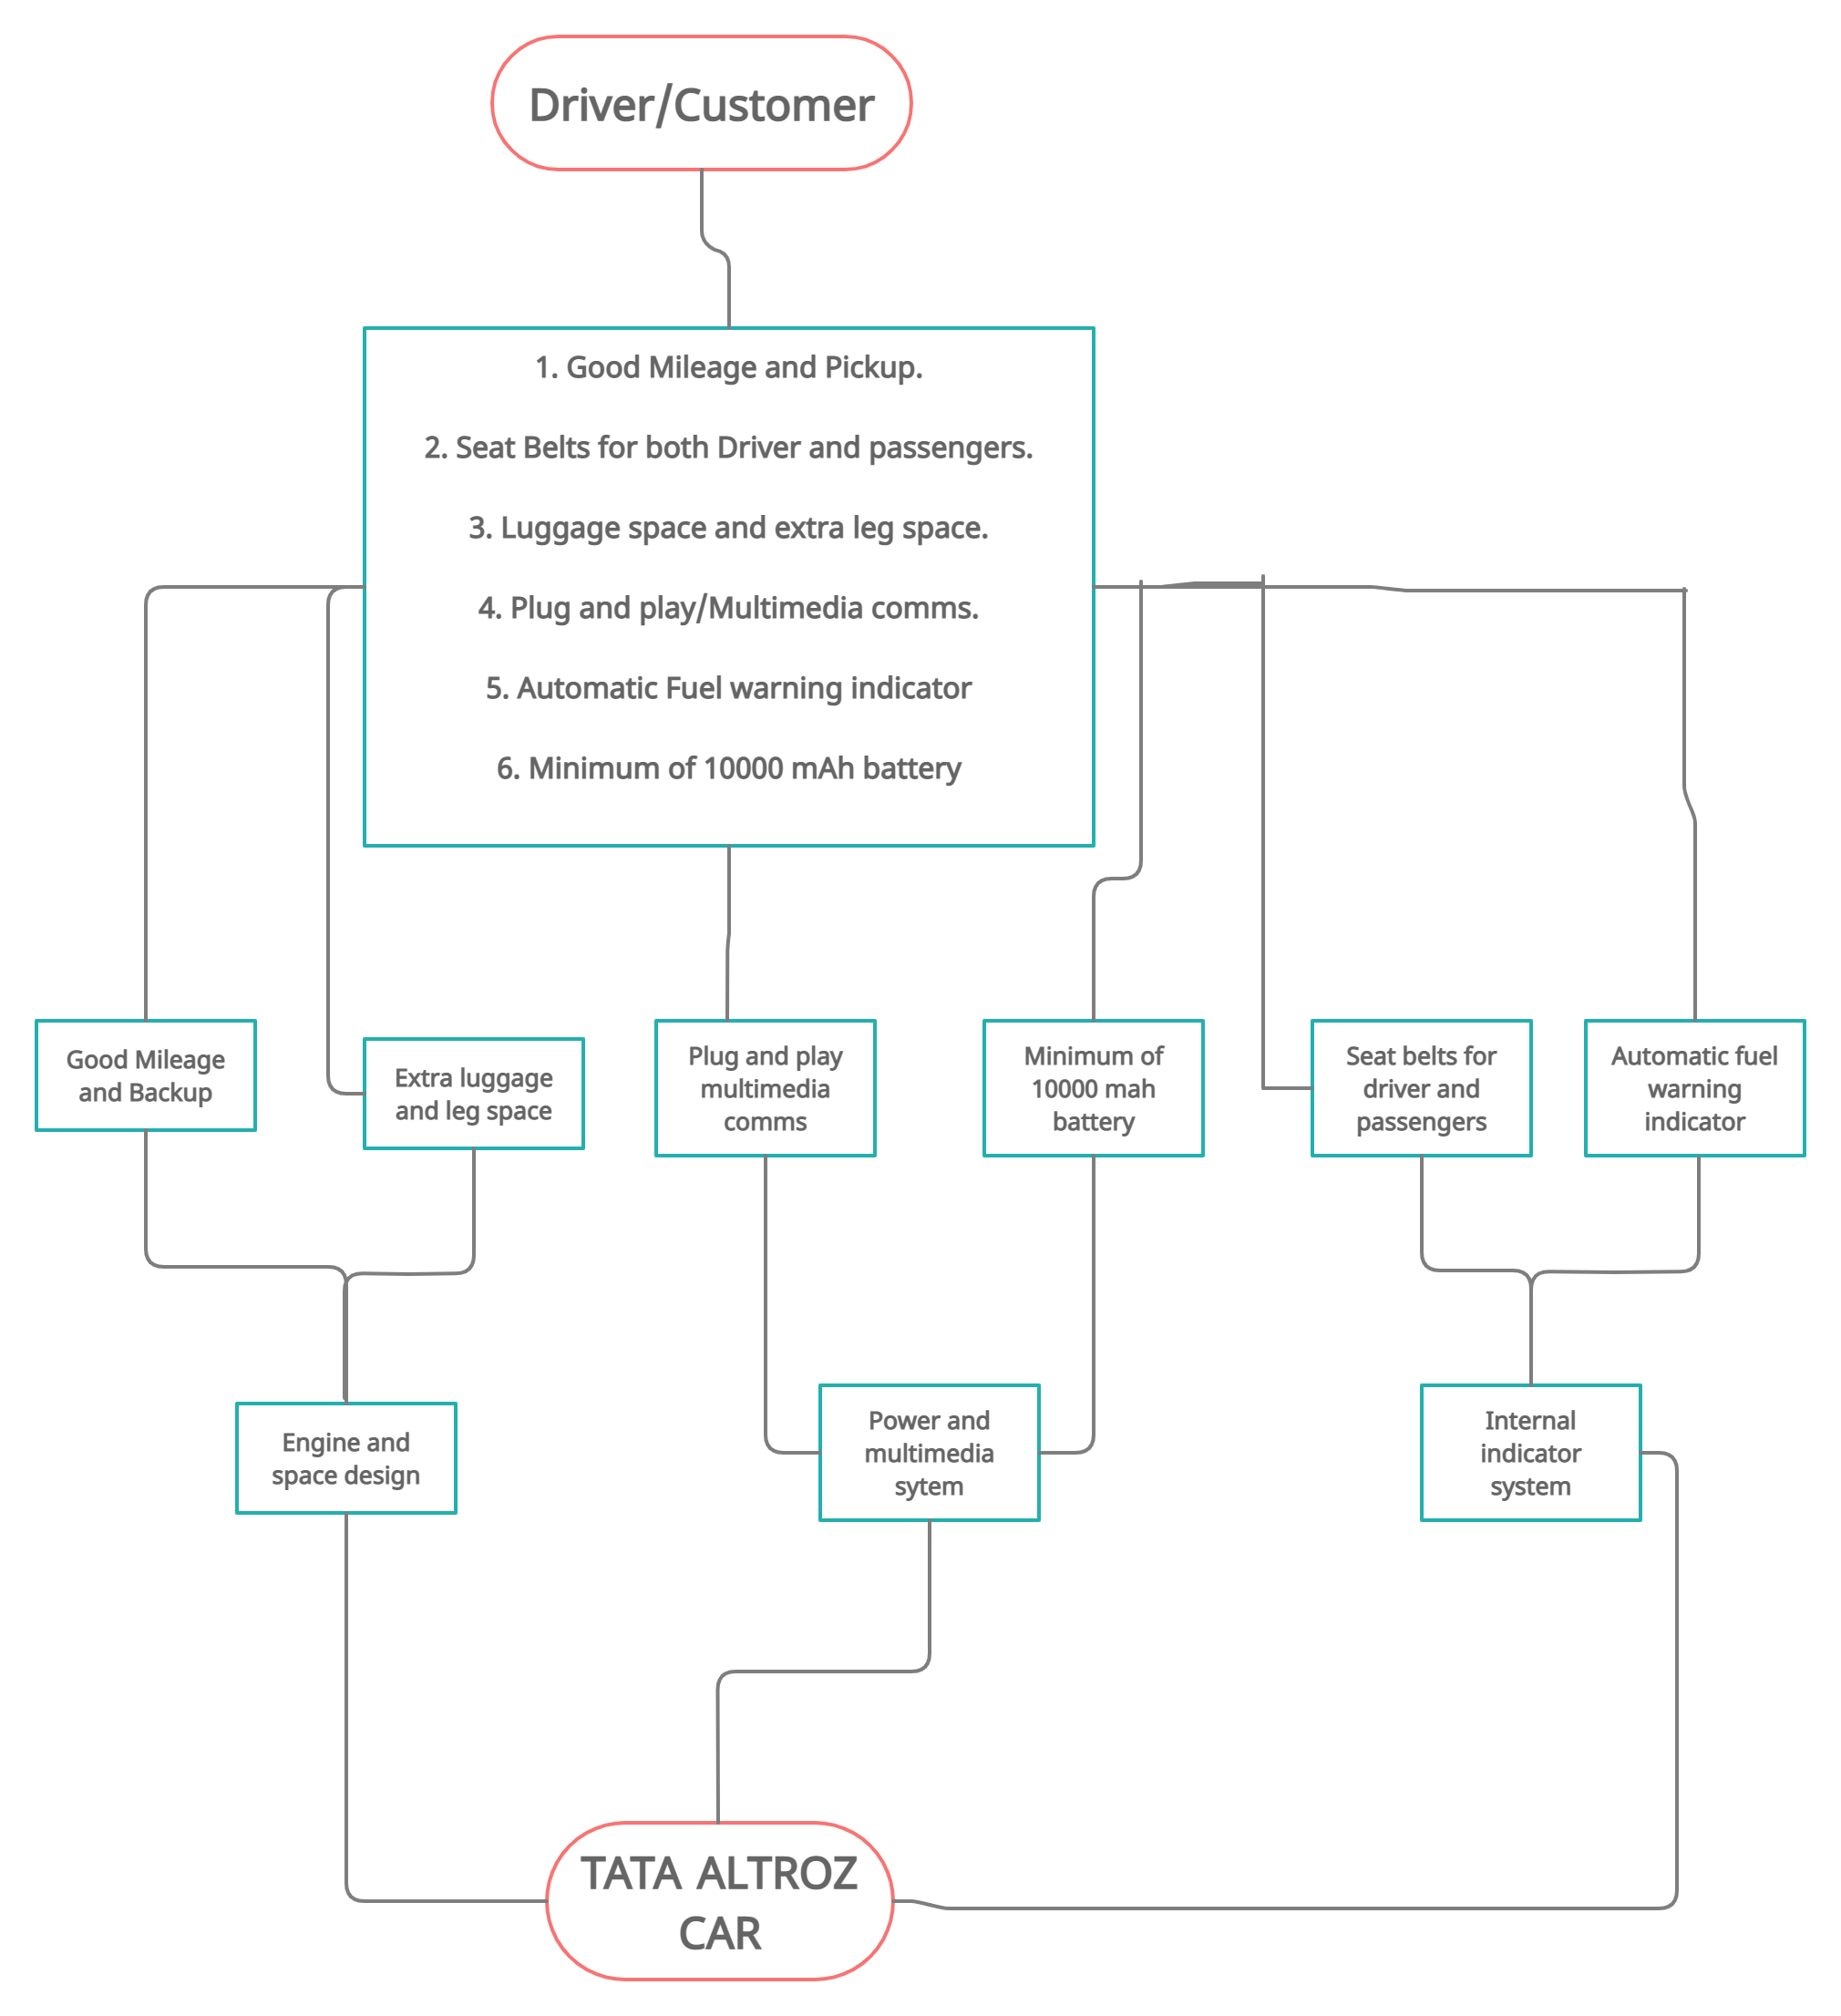 Driver/Customer
1. Good Mileage and Pickup.
2. Seat Belts for both Driver and passengers.
3. Luggage space and extra leg space.
4. Plug and play/Multimedia comms.
5. Automatic Fuel warning indicator
6. Minimum of 10000 mAh battery
Good Mileage
and Backup
Extra luggage
and leg space
Plug and play
multimedia
comms
Minimum of
10000 mah
battery
Seat belts for
driver and
passengers
Automatic fuel
warning
indicator
Engine and
space design
Power and
multimedia
sytem
Internal
indicator
system
TATA ALTROZ
CAR